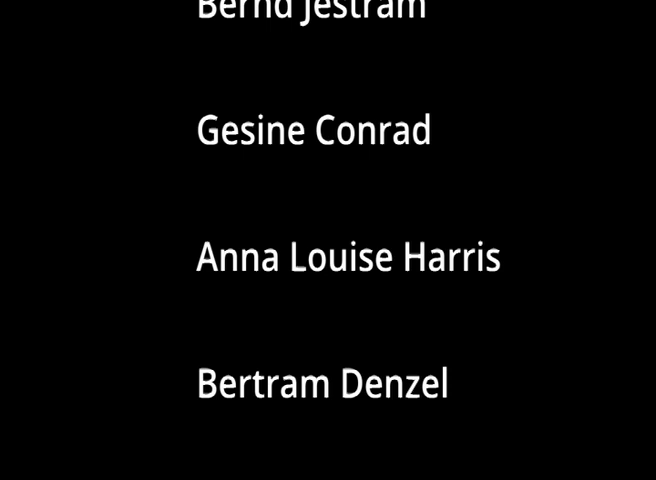 Bernd Jestram
Gesine Conrad
Anna Louise Harris
Bertram Denzel